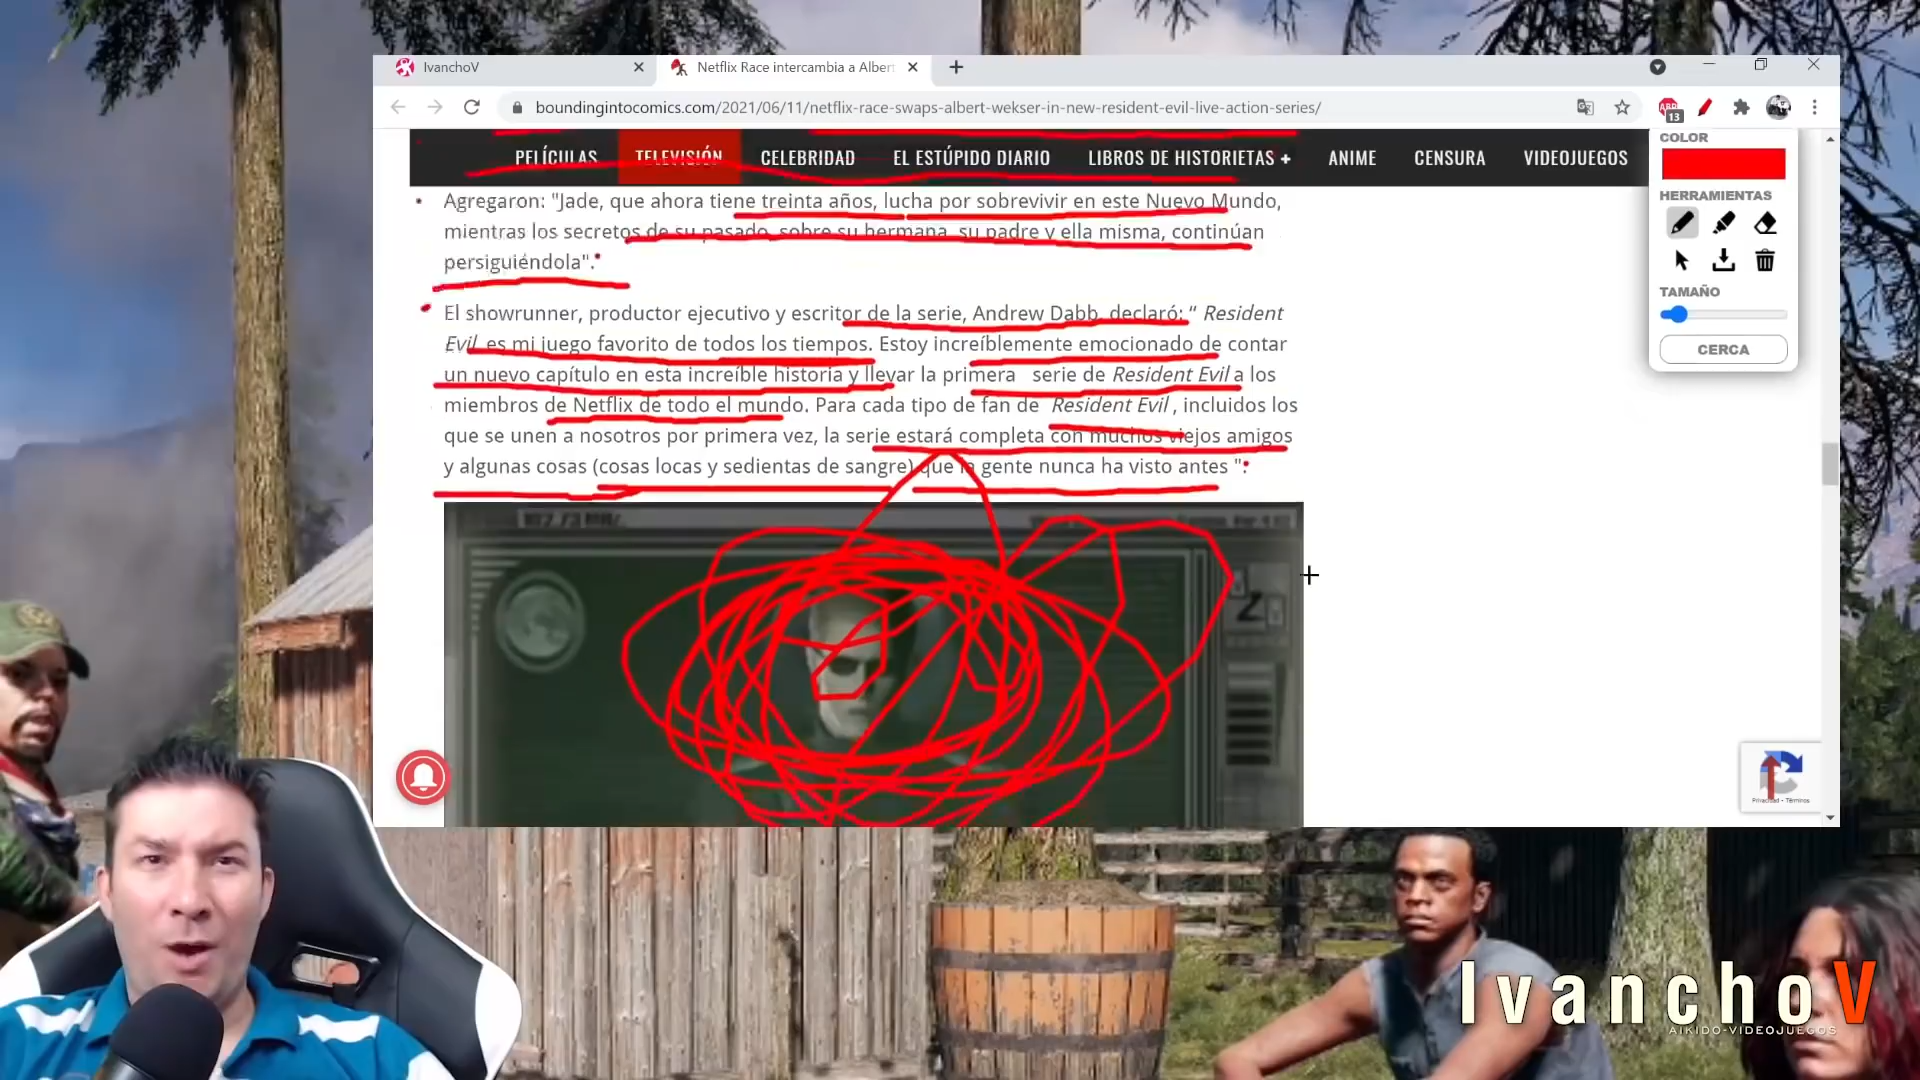 IvanchoV
Netflix Race intercambia a Albert
boundingintocomics.com/2021/06/11/netflix-race-swaps-albert-wekser-in-new-resident-evil-live-action-series/
13
PELÍCULAS TELEVISIÓN CELEBRIDAD EL ESTÚPIDO DIARIO LIBROS DE HISTORIETAS + ANIME CENSURA VIDEOJUEGOS
COLOR
HERRAMIENTAS
TAMAÑO
CERCA
Agregaron: "Jade, que ahora tiene treinta años, lucha por sobrevivir en este Nuevo Mundo,
mientras los secretos de su pasado, sobre su hermana, su padre y ella misma, continúan
persiguiéndola".
El showrunner, productor ejecutivo y escritor de la serie, Andrew Dabb, declaró: “ Resident
Evil es mi juego favorito de todos los tiempos. Estoy increíblemente emocionado de contar
un nuevo capítulo en esta increíble historia y llevar la primera serie de Resident Evil a los
miembros de Netflix de todo el mundo. Para cada tipo de fan de Resident Evil , incluidos los
que se unen a nosotros por primera vez, la serie estará completa con muchos viejos amigos
y algunas cosas (cosas locas y sedientas de sangre) que la gente nunca ha visto antes ".
Privacidad - Términos
IvanchoV
AIKIDO-VIDEOJUEGOS